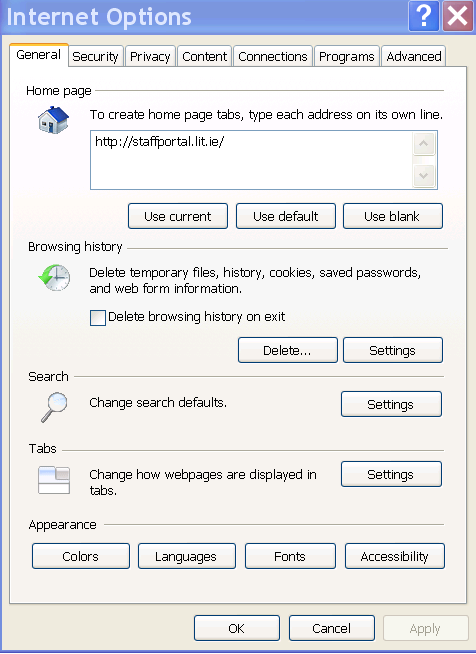 Internet Options
General Security Privacy Content Connections Programs Advanced
Home page
To create home page tabs, type each address on its own line.
http://staffportal.lit.ie/
Use current Use default Use blank
Browsing history
Delete temporary files, history, cookies, saved passwords,
and web form information.
Delete browsing history on exit
Delete... Settings
Search
Change search defaults. Settings
Tabs
Change how webpages are displayed in Settings
tabs.
Appearance
Colors Languages Fonts Accessibility
OK Cancel Apply